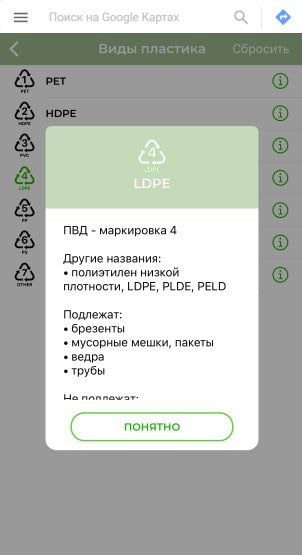 Поиск на Google Картах
Виды пластика
Сбросить
1
PET
PET
2
HDPE
HDPE
3
PVC
4
LDPE
5
PP
6
PS
7
OTHER
4
LDPE
LDPE
ПВД - маркировка 4
Другие названия:
• полиэтилен низкой
плотности, LDPE, PLDE, PELD
Подлежат:
• брезенты
• мусорные мешки, пакеты
• ведра
• трубы
Не подлежат:
ПОНЯТНО